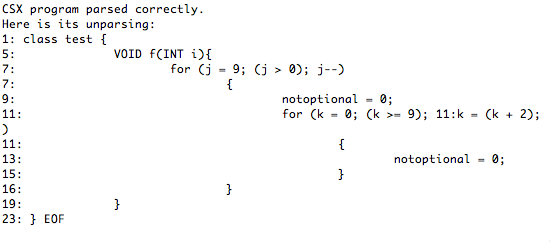 CSX program parsed correctly.
Here is its unparsing:
1: class test {
5: VOID f(INT i){
7: for (j = 9; (j > 0); j--)
7: {
9: notoptional = 0;
11: for (k = 0; (k >= 9); 11:k = (k + 2);
)
11: {
13: notoptional = 0;
15: }
16: }
19: }
23: } EOF